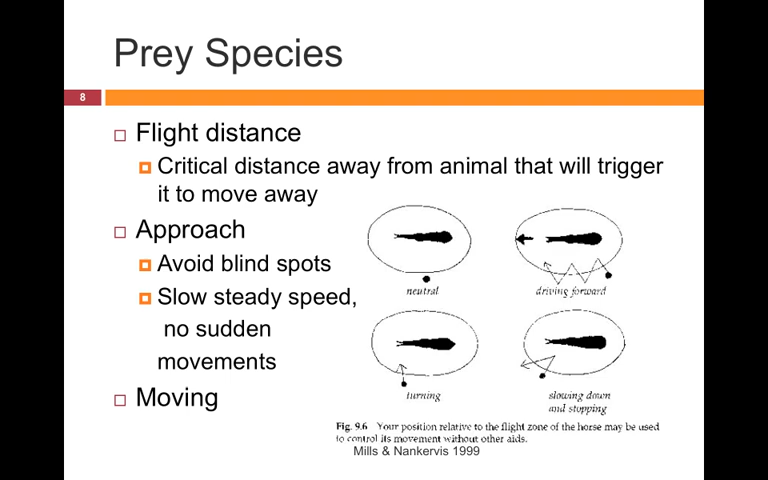 Prey Species
8
Flight distance
Critical distance away from animal that will trigger
it to move away
Approach
Avoid blind spots
Slow steady speed,
no sudden
movements
Moving
neutral
driving forward
turning
slowing down
and stopping
Fig. 9.6 Your position relative to the flight zone of the horse may be used
to control its movement without other aids.
Mills & Nankervis 1999